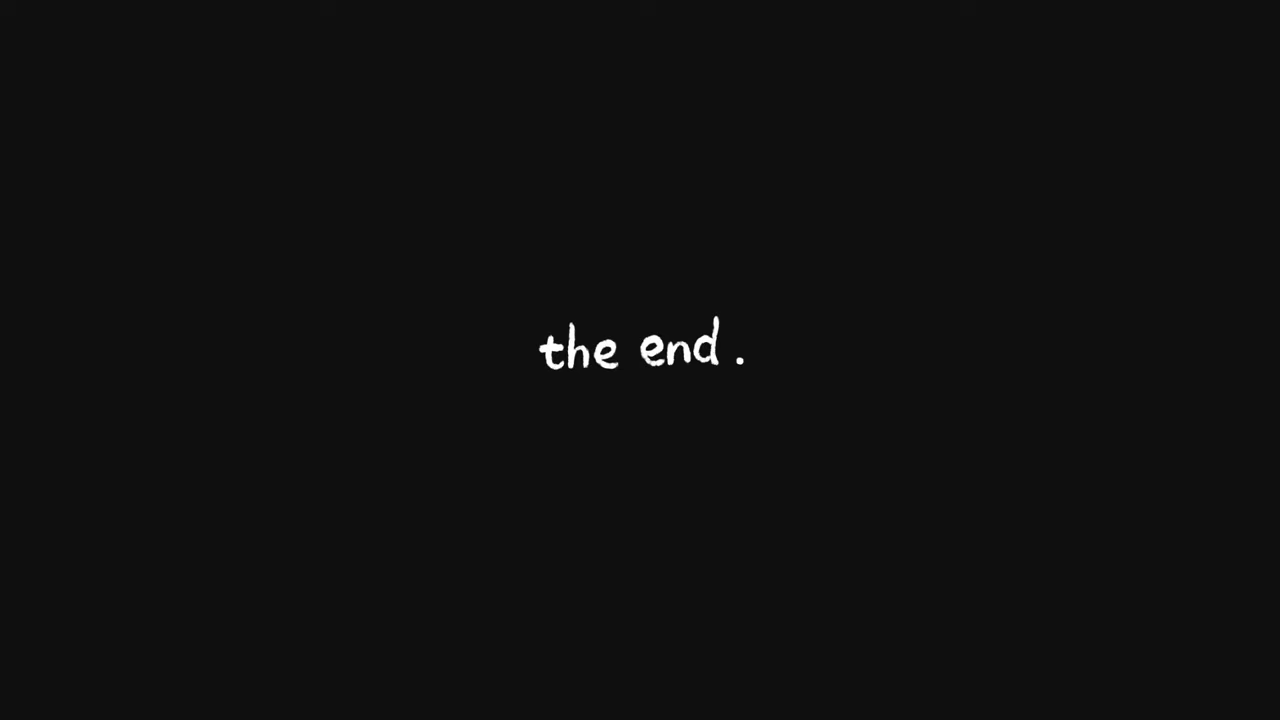 the end .